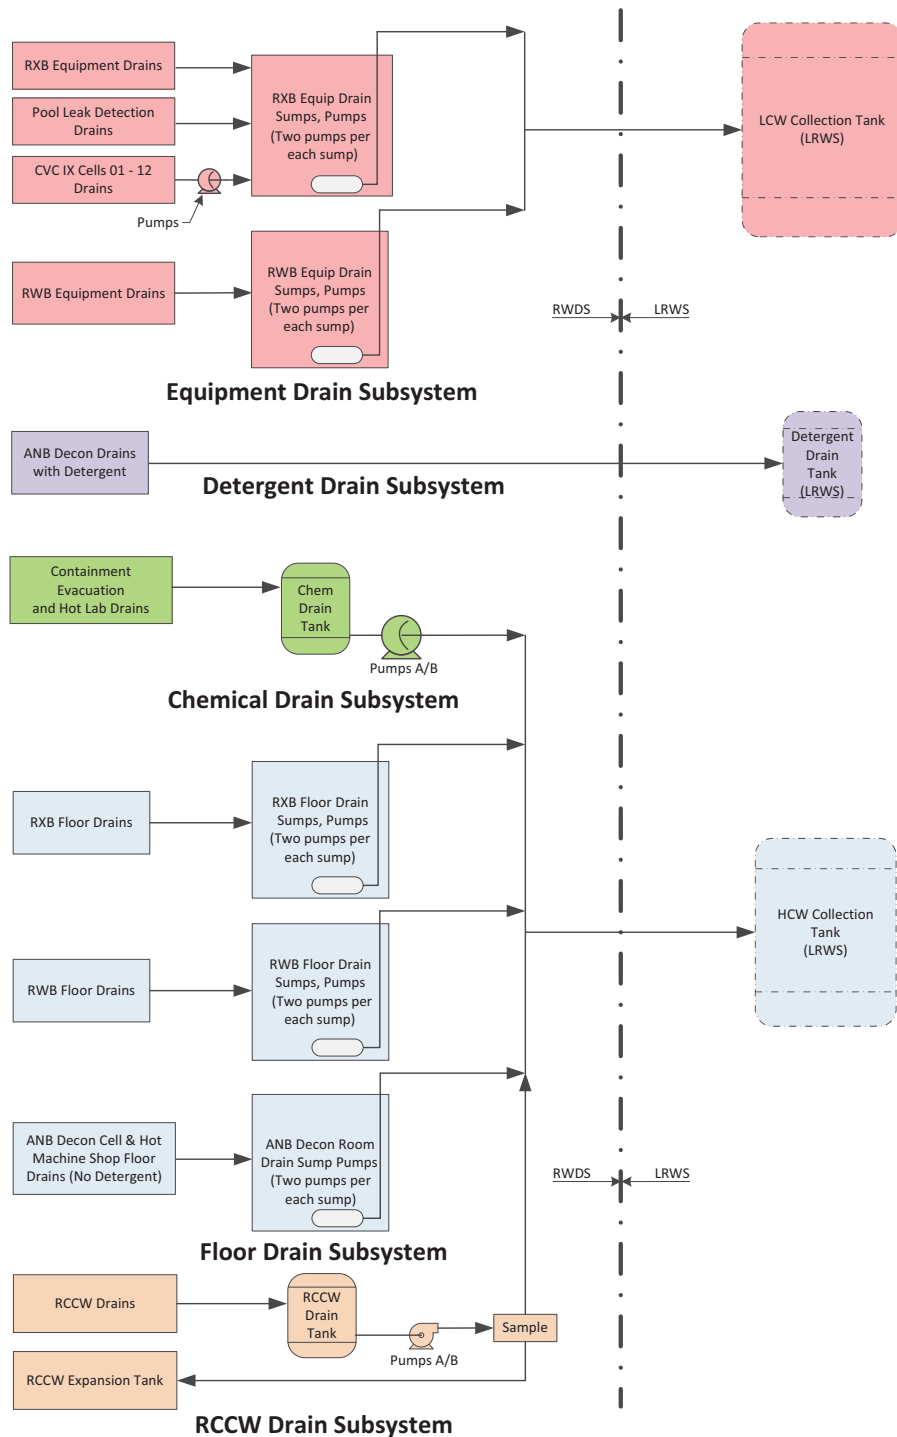 RXB Equipment Drains
Pool Leak Detection
Drains
CVC IX Cells 01 - 12
Drains
Pumps
RXB Equip Drain
Sumps, Pumps
(Two pumps per
each sump)
LCW Collection Tank
(LRWS)
RWB Equipment Drains
RWB Equip Drain
Sumps, Pumps
(Two pumps per
each sump)
RWDS
LRWS
Equipment Drain Subsystem
ANB Decon Drains
with Detergent
Detergent
Drain
Tank
(LRWS)
Detergent Drain Subsystem
Containment
Evacuation
and Hot Lab Drains
Chem
Drain
Tank
Pumps A/B
Chemical Drain Subsystem
RXB Floor Drains
RXB Floor Drain
Sumps, Pumps
(Two pumps per
each sump)
HCW Collection
Tank
(LRWS)
RWB Floor Drains
RWB Floor Drain
Sumps, Pumps
(Two pumps per
each sump)
ANB Decon Cell & Hot
Machine Shop Floor
Drains (No Detergent)
ANB Decon Room
Drain Sump Pumps
(Two pumps per
each sump)
RWDS
LRWS
Floor Drain Subsystem
RCCW Drains
RCCW
Drain
Tank
Pumps A/B
Sample
RCCW Expansion Tank
RCCW Drain Subsystem